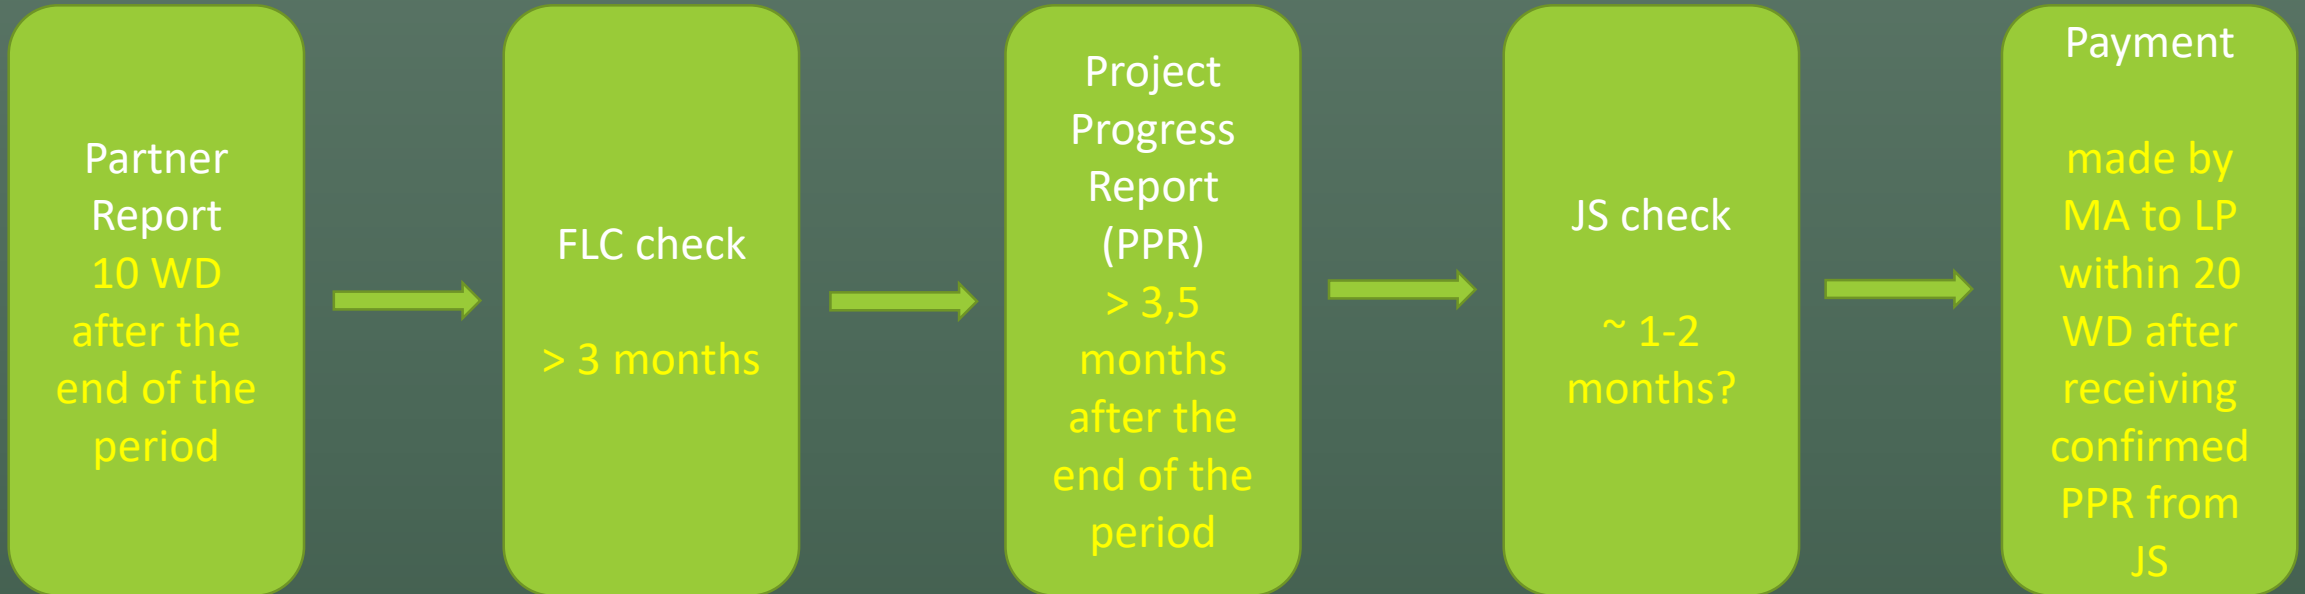 Partner
Report
10 WD
after the
end of the
period
FLC check
> 3 months
Project
Progress
Report
(PPR)
> 3,5
months
after the
end of the
period
JS check
~ 1-2
months?
Payment
made by
MA to LP
within 20
WD after
receiving
confirmed
PPR from
JS